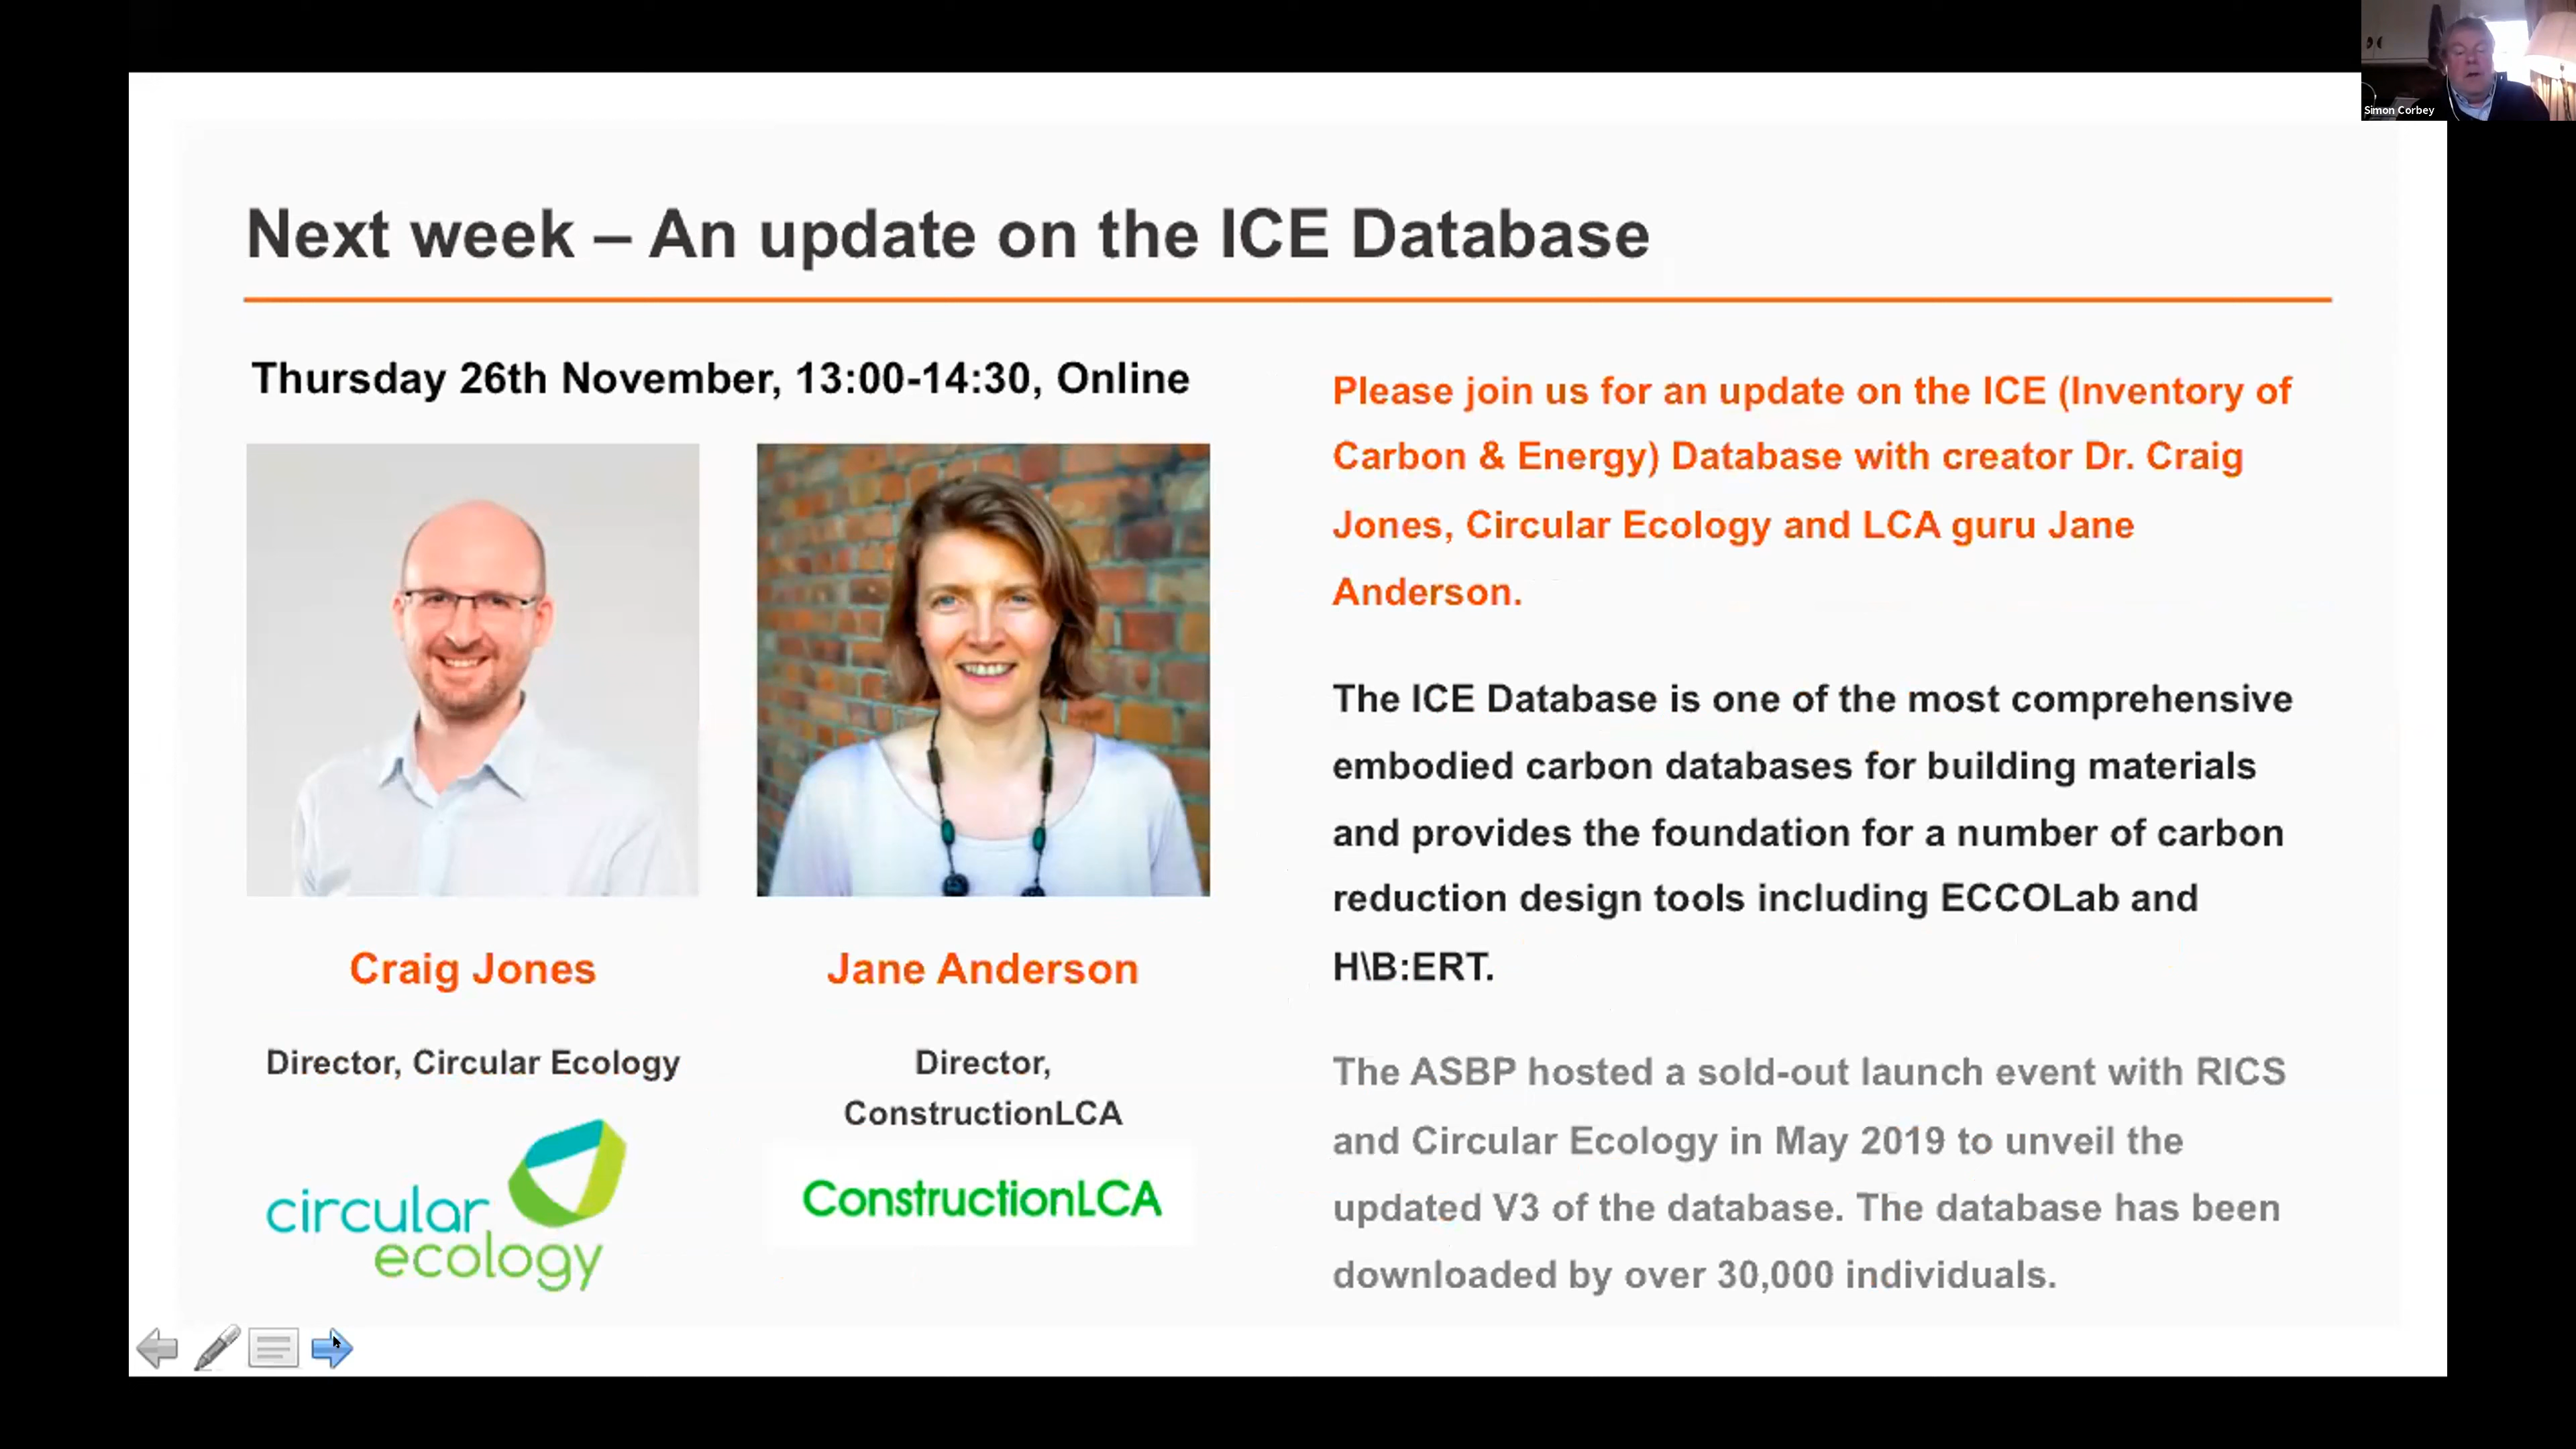 Simon Corbey
Next week – An update on the ICE Database
Thursday 26th November, 13:00-14:30, Online
Craig Jones
Director, Circular Ecology
circular
ecology
Jane Anderson
Director,
ConstructionLCA
ConstructionLCA
Please join us for an update on the ICE (Inventory of
Carbon & Energy) Database with creator Dr. Craig
Jones, Circular Ecology and LCA guru Jane
Anderson.
The ICE Database is one of the most comprehensive
embodied carbon databases for building materials
and provides the foundation for a number of carbon
reduction design tools including ECCOLab and
H\B:ERT.
The ASBP hosted a sold-out launch event with RICS
and Circular Ecology in May 2019 to unveil the
updated V3 of the database. The database has been
downloaded by over 30,000 individuals.